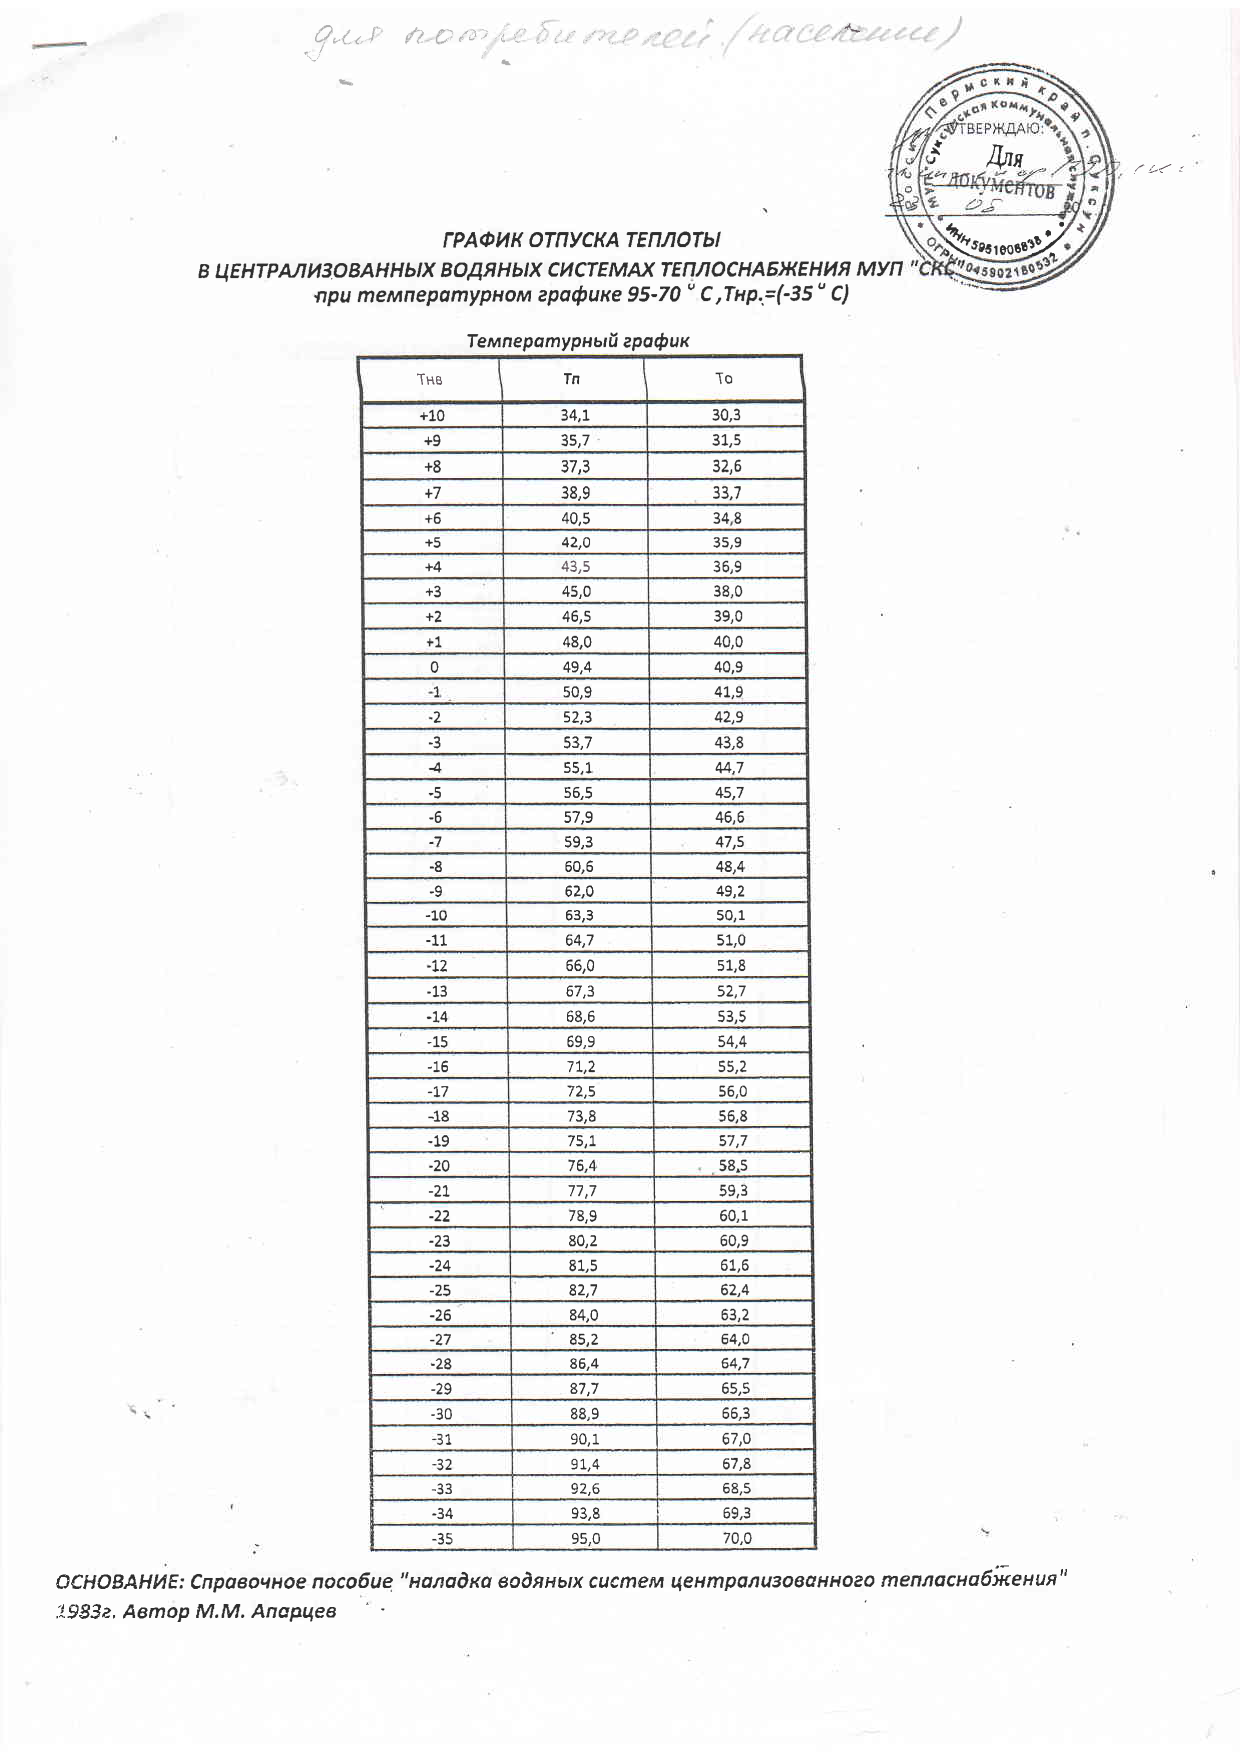 для потребителей (население)
Россия Пермский край п. Суксун
МУП "Суксунская коммунальная служба"
УТВЕРЖДАЮ:
Для
документов
05
ИНН 5951006838
ОГРН 1045902180532
ГРАФИК ОТПУСКА ТЕПЛОТЫ
В ЦЕНТРАЛИЗОВАННЫХ ВОДЯНЫХ СИСТЕМАХ ТЕПЛОСНАБЖЕНИЯ МУП "СКС"
при температурном графике 95-70 ° С ,Тнр.=(-35 ° С)
Температурный график
Тнв Тп То
+10 34,1 30,3
+9 35,7 31,5
+8 37,3 32,6
+7 38,9 33,7
+6 40,5 34,8
+5 42,0 35,9
+4 43,5 36,9
+3 45,0 38,0
+2 46,5 39,0
+1 48,0 40,0
0 49,4 40,9
-1 50,9 41,9
-2 52,3 42,9
-3 53,7 43,8
-4 55,1 44,7
-5 56,5 45,7
-6 57,9 46,6
-7 59,3 47,5
-8 60,6 48,4
-9 62,0 49,2
-10 63,3 50,1
-11 64,7 51,0
-12 66,0 51,8
-13 67,3 52,7
-14 68,6 53,5
-15 69,9 54,4
-16 71,2 55,2
-17 72,5 56,0
-18 73,8 56,8
-19 75,1 57,7
-20 76,4 58,5
-21 77,7 59,3
-22 78,9 60,1
-23 80,2 60,9
-24 81,5 61,6
-25 82,7 62,4
-26 84,0 63,2
-27 85,2 64,0
-28 86,4 64,7
-29 87,7 65,5
-30 88,9 66,3
-31 90,1 67,0
-32 91,4 67,8
-33 92,6 68,5
-34 93,8 69,3
-35 95,0 70,0
ОСНОВАНИЕ: Справочное пособие "наладка водяных систем централизованного тепласнабжения"
1983г. Автор М.М. Апарцев